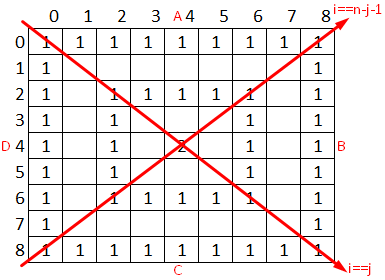 0 1 2 3 A 4 5 6 7 8 i==n-j-1
0 1 1 1 1 1 1 1 1 1
1 1 1
2 1 1 1 1 1 1 1
3 1 1 1 1
D 4 1 1 2 1 1 B
5 1 1 1 1
6 1 1 1 1 1 1 1
7 1 1
8 1 1 1 1 1 1 1 1 1
C i==j